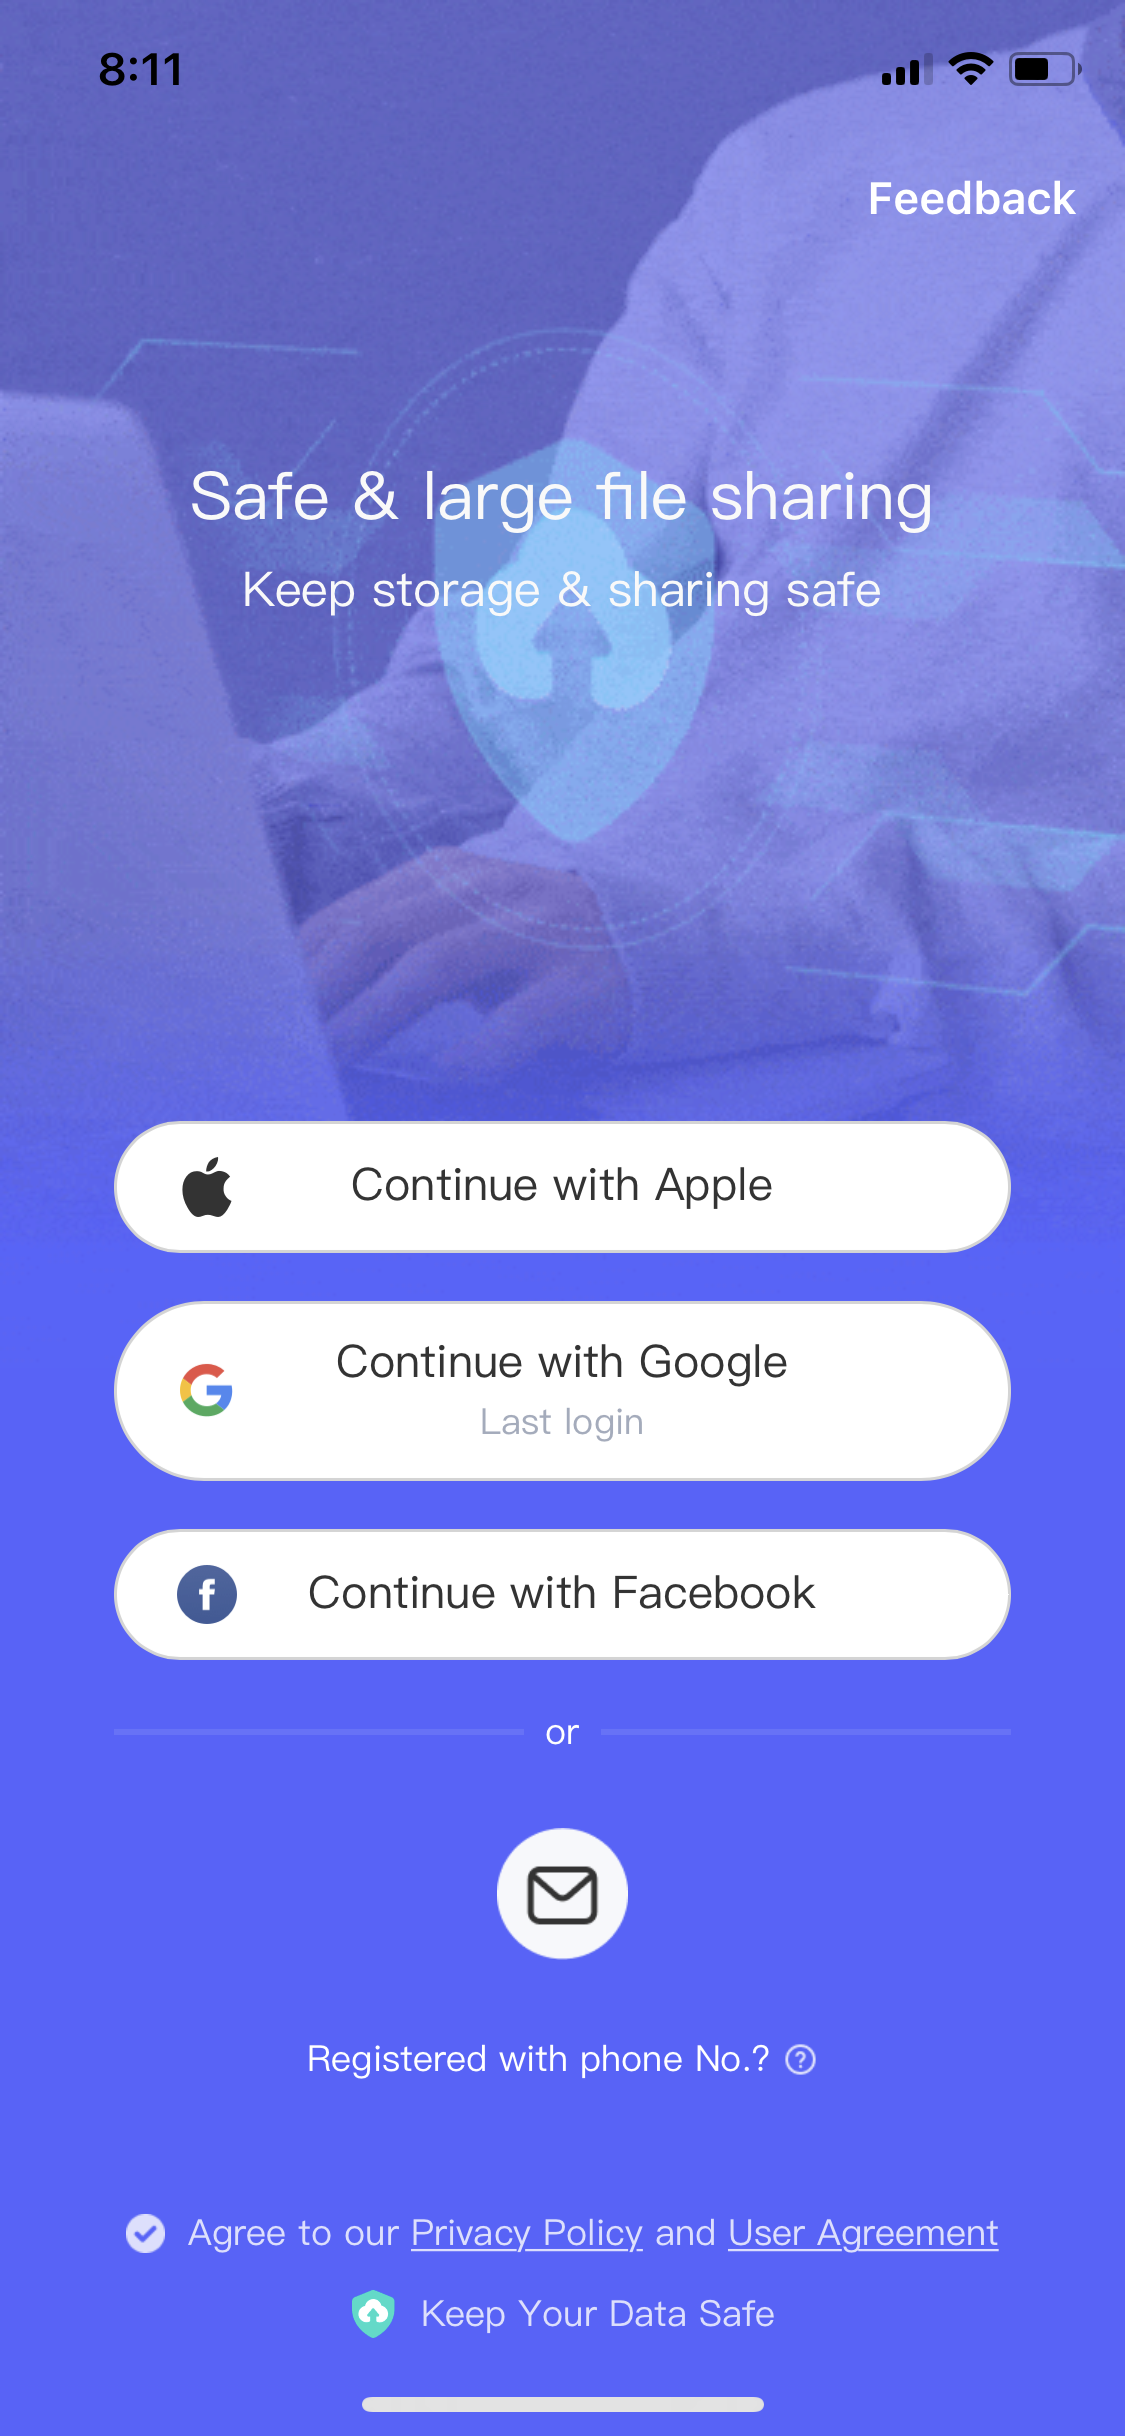 8:11
Feedback
Safe & large file sharing
Keep storage & sharing safe
Continue with Apple
Continue with Google
Last login
Continue with Facebook
or
Registered with phone No.?
Agree to our Privacy Policy and User Agreement
Keep Your Data Safe